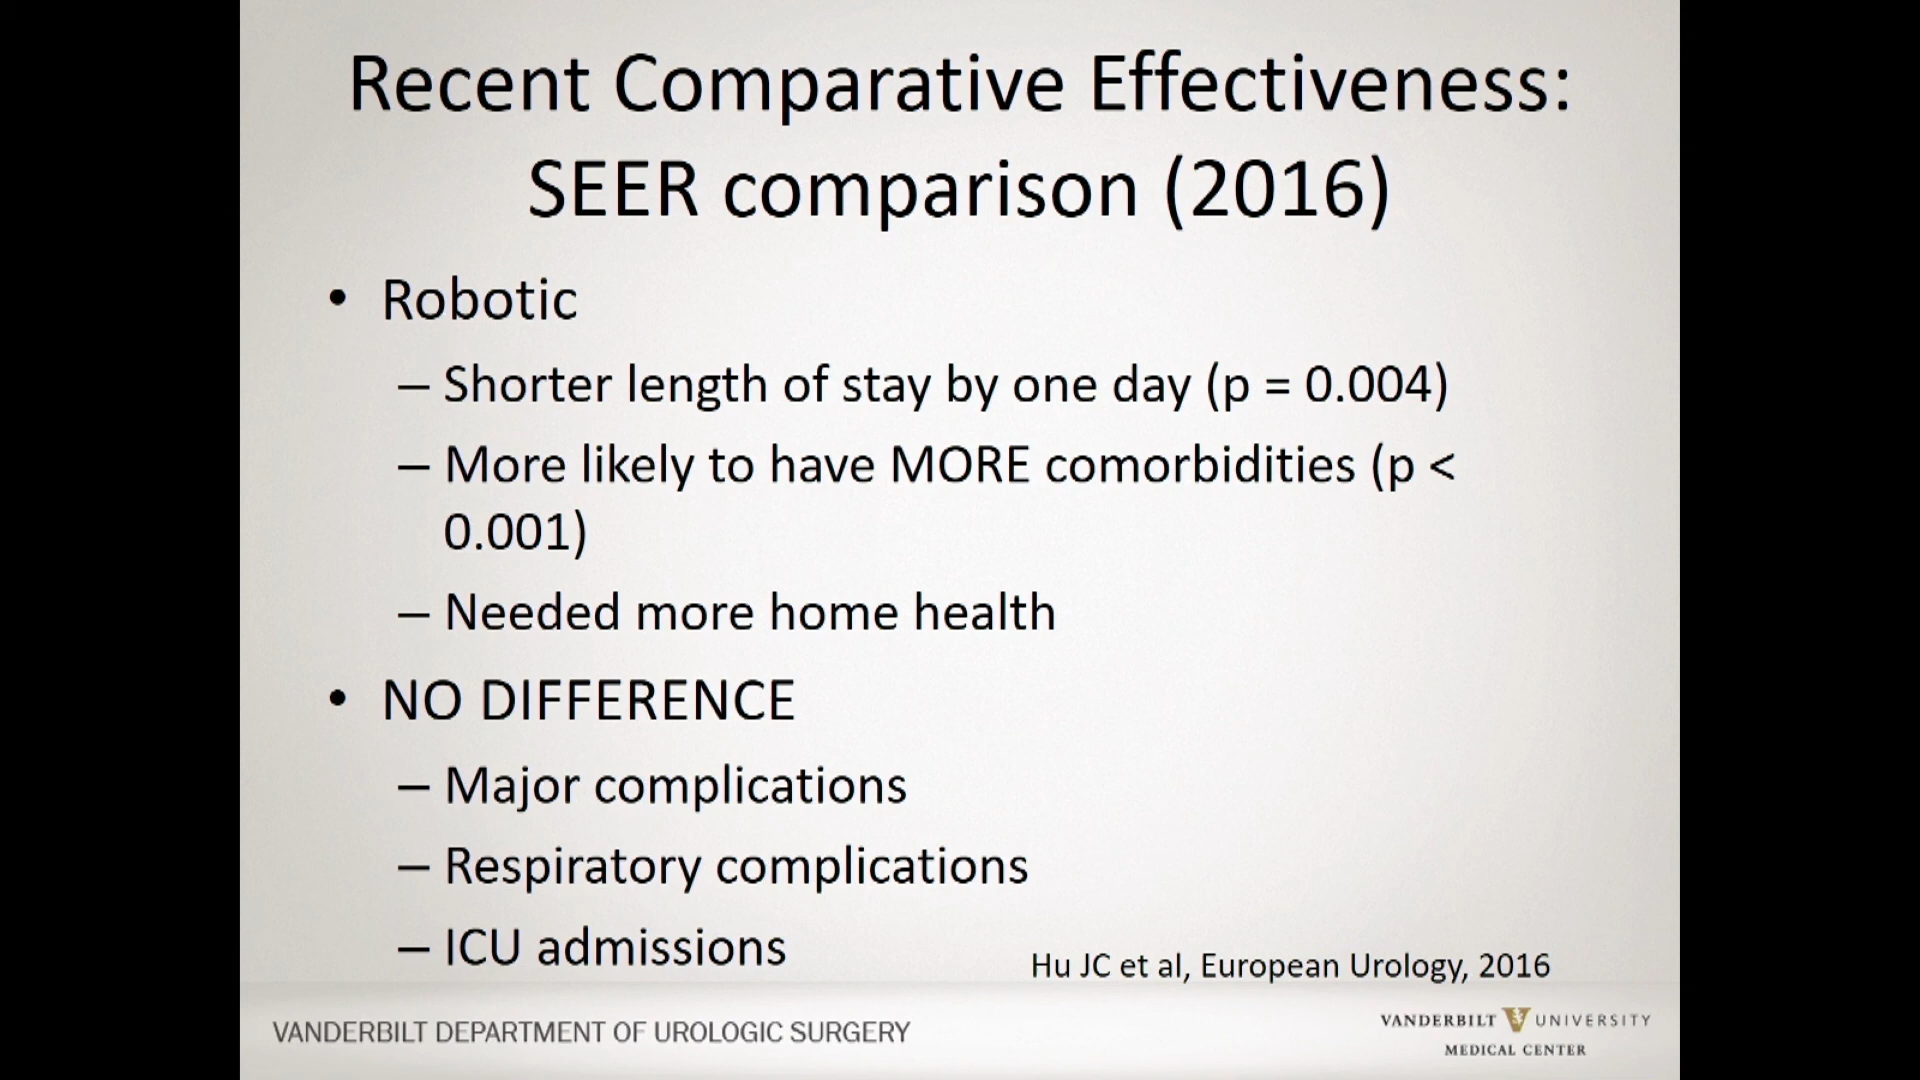 Recent Comparative Effectiveness:
SEER comparison (2016)
• Robotic
– Shorter length of stay by one day (p = 0.004)
– More likely to have MORE comorbidities (p <
0.001)
– Needed more home health
• NO DIFFERENCE
– Major complications
– Respiratory complications
– ICU admissions
Hu JC et al, European Urology, 2016
VANDERBILT DEPARTMENT OF UROLOGIC SURGERY
VANDERBILT UNIVERSITY
MEDICAL CENTER